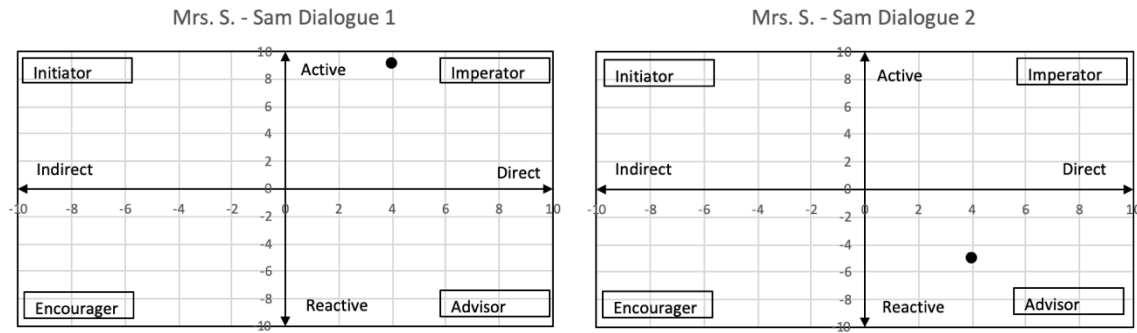 Mrs. S. - Sam Dialogue 1
10
Initiator
Active
Imperator
8
6
4
2
Indirect
Direct
0
-10 -8 -6 -4 -2 0 2 4 6 8 10
-2
-4
-6
-8
Encourager
Reactive
Advisor
-10
Mrs. S. - Sam Dialogue 2
10
Initiator
Active
Imperator
8
6
4
2
Indirect
Direct
0
-10 -8 -6 -4 -2 0 2 4 6 8 10
-2
-4
-6
-8
Encourager
Reactive
Advisor
-10